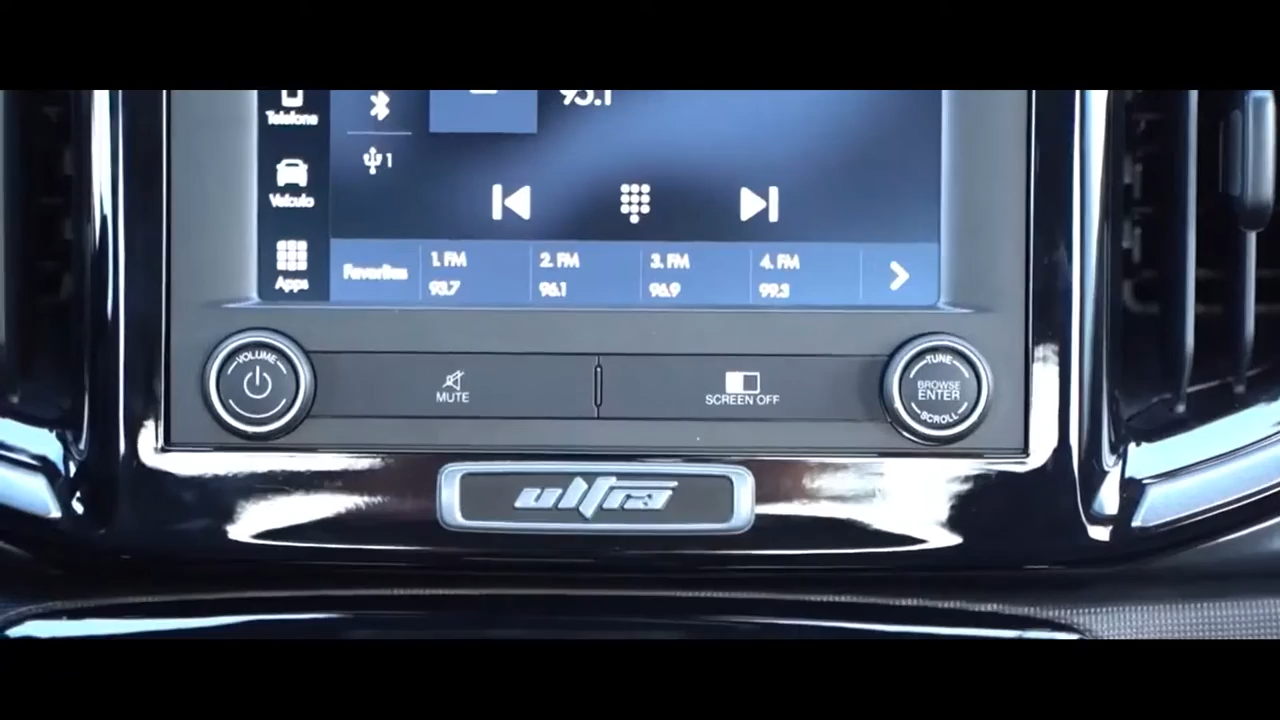 95.1
Telefone
1
Veículo
Apps
Favoritos
1. FM
93.7
2. FM
96.1
3. FM
96.9
4. FM
99.3
VOLUME
MUTE
SCREEN OFF
TUNE
BROWSE
ENTER
SCROLL
ultra